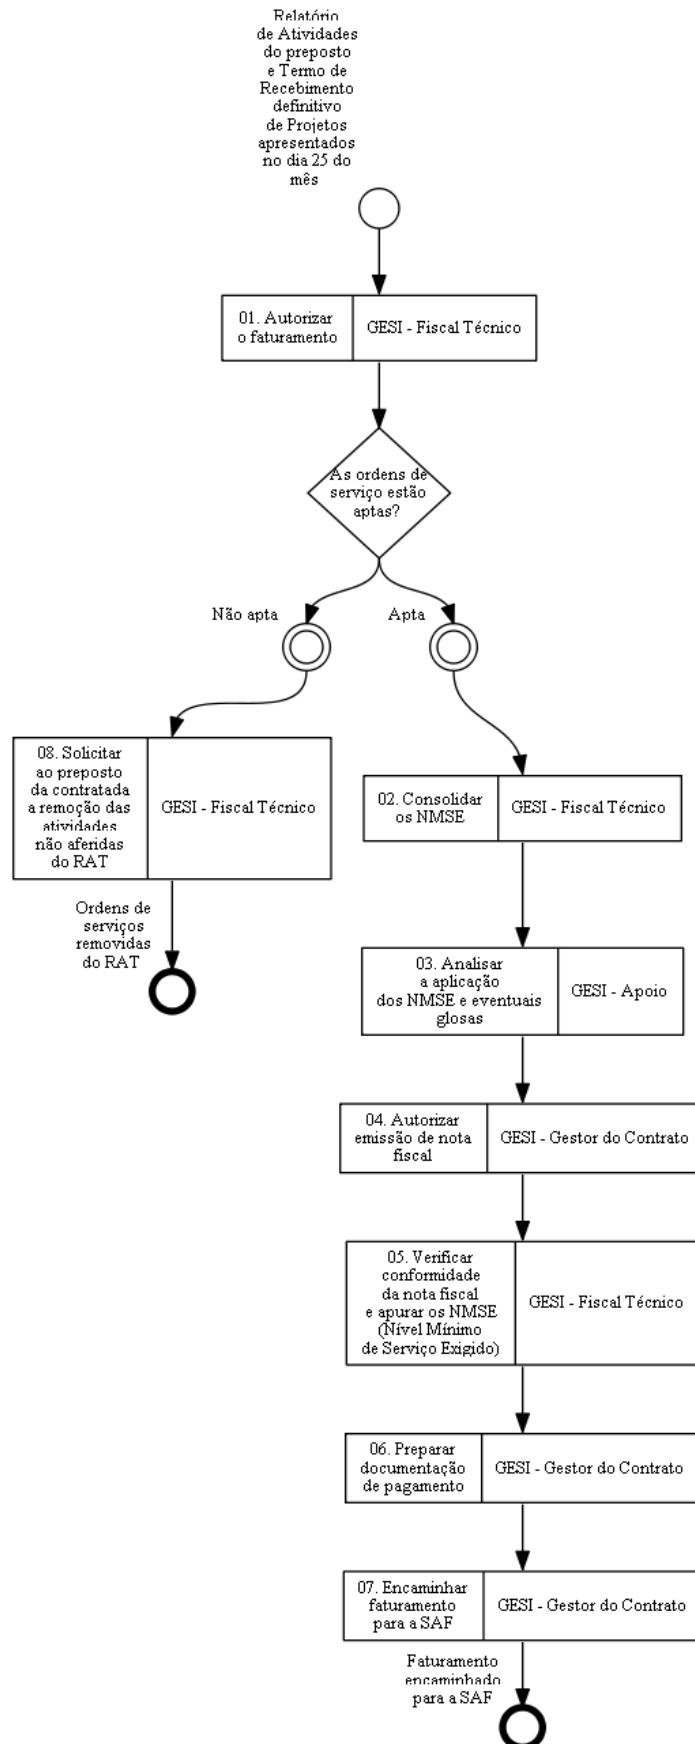 Relatório
de Atividades
do preposto
e Termo de
Recebimento
definitivo
de Projetos
apresentados
no dia 25 do
mês
01. Autorizar
o faturamento
GESI - Fiscal Técnico
As ordens de
serviço estão
aptas?
Não apta
Apta
08. Solicitar
ao preposto
da contratada
a remoção das
atividades
não aferidas
do RAT
GESI - Fiscal Técnico
02. Consolidar
os NMSE
GESI - Fiscal Técnico
Ordens de
serviços
removidas
do RAT
03. Analisar
a aplicação
dos NMSE e eventuais
glosas
GESI - Apoio
04. Autorizar
emissão de nota
fiscal
GESI - Gestor do Contrato
05. Verificar
conformidade
da nota fiscal
e apurar os NMSE
(Nível Mínimo
de Serviço Exigido)
GESI - Fiscal Técnico
06. Preparar
documentação
de pagamento
GESI - Gestor do Contrato
07. Encaminhar
faturamento
para a SAF
GESI - Gestor do Contrato
Faturamento
encaminhado
para a SAF